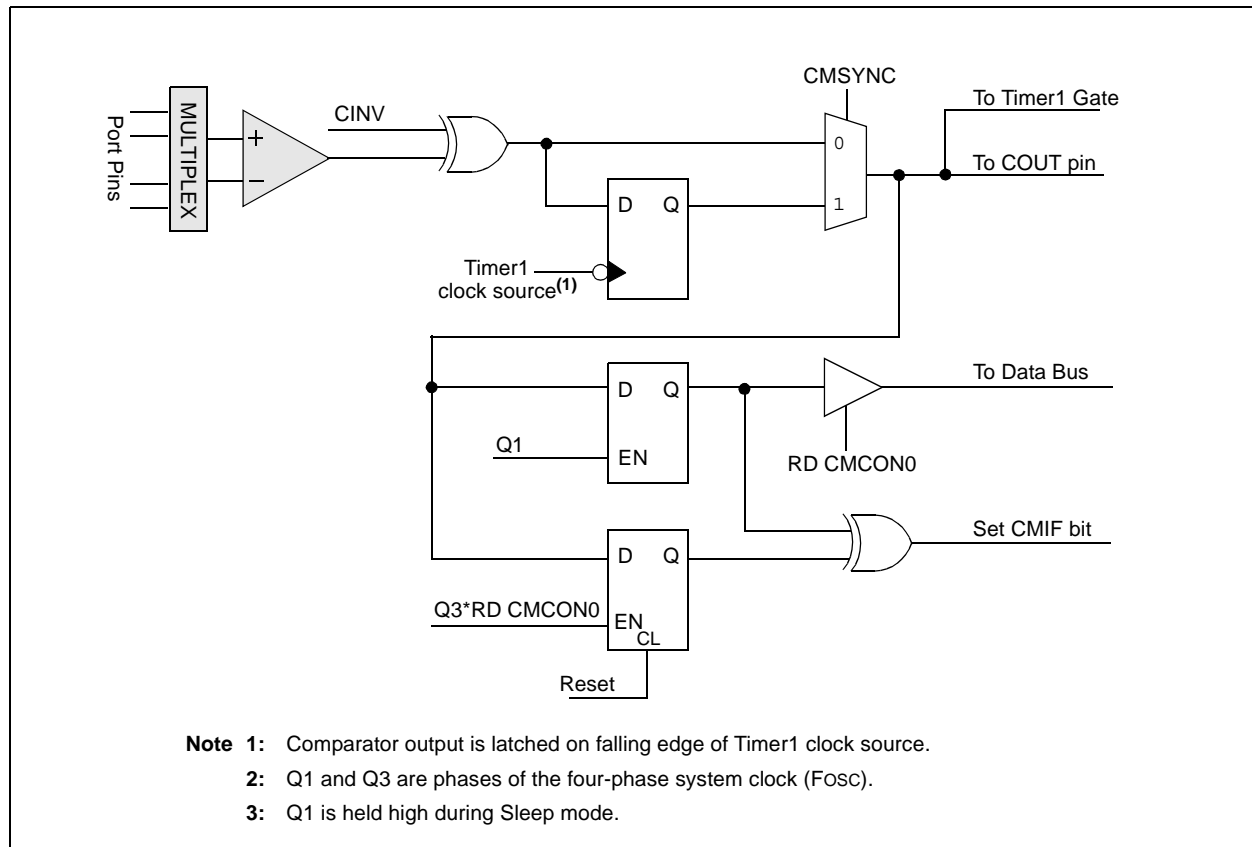 CMSYNC
To Timer1 Gate
MULTIPLEX
Port Pins
CINV
+
−
0
To COUT pin
D Q
1
Timer1
clock source(1)
D Q
To Data Bus
Q1
EN
RD CMCON0
Set CMIF bit
D Q
Q3*RD CMCON0
EN
CL
Reset
Note 1: Comparator output is latched on falling edge of Timer1 clock source.
2: Q1 and Q3 are phases of the four-phase system clock (FOSC).
3: Q1 is held high during Sleep mode.